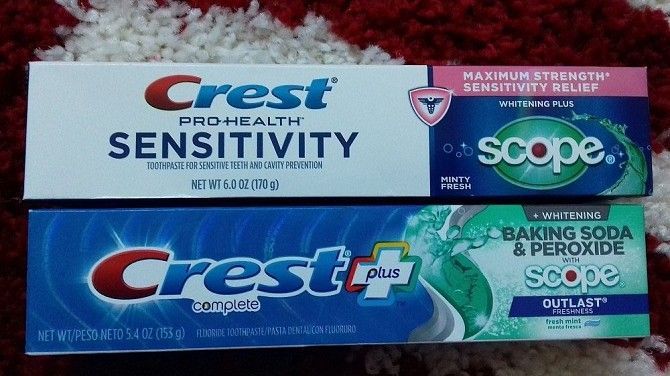 Crest®
PRO-HEALTH™
SENSITIVITY
TOOTHPASTE FOR SENSITIVE TEETH AND CAVITY PREVENTION
NET WT 6.0 OZ (170 g)
MAXIMUM STRENGTH*
SENSITIVITY RELIEF
WHITENING PLUS
scope®
MINTY
FRESH
Crest® plus™
complete
NET WT/PESO NETO 5.4 OZ (153 g) FLUORIDE TOOTHPASTE/PASTA DENTAL CON FLUORURO
+ WHITENING
BAKING SODA
& PEROXIDE
WITH
scope®
OUTLAST®
FRESHNESS
fresh mint
menta fresca